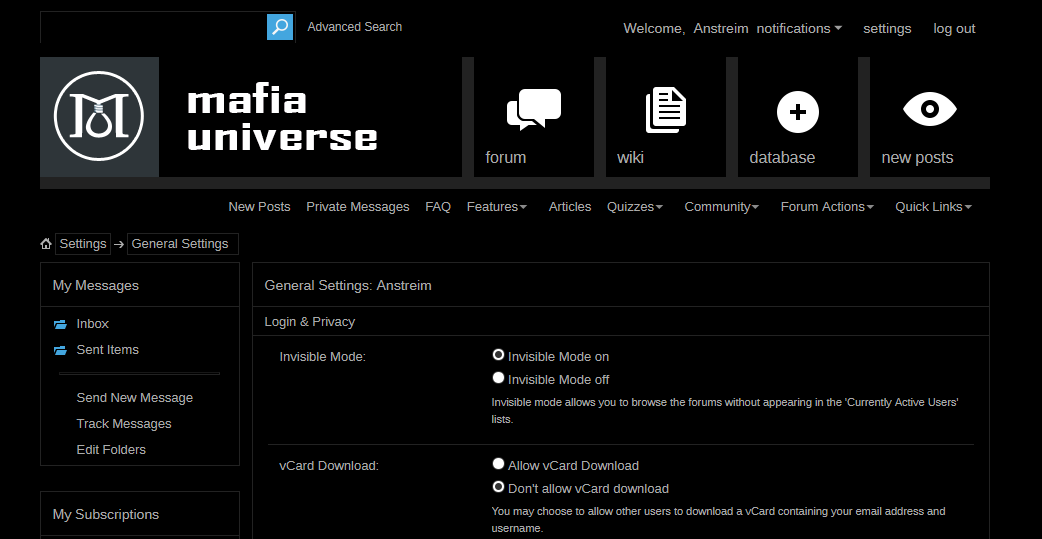 Advanced Search
Welcome, Anstreim notifications settings log out
mafia
universe
forum
wiki
database
new posts
New Posts Private Messages FAQ Features Articles Quizzes Community Forum Actions Quick Links
Settings General Settings
My Messages
Inbox
Sent Items
Send New Message
Track Messages
Edit Folders
My Subscriptions
General Settings: Anstreim
Login & Privacy
Invisible Mode:
Invisible Mode on
Invisible Mode off
Invisible mode allows you to browse the forums without appearing in the 'Currently Active Users'
lists.
vCard Download:
Allow vCard Download
Don't allow vCard download
You may choose to allow other users to download a vCard containing your email address and
username.